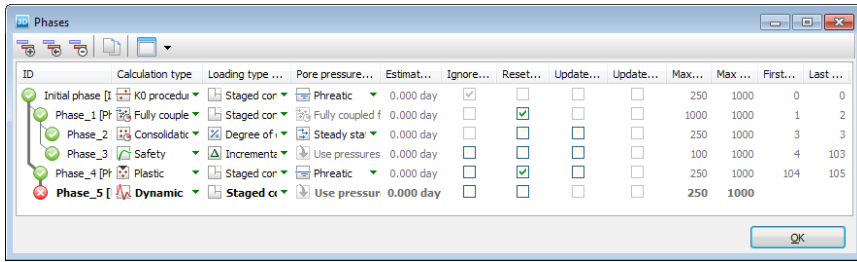 3D Phases
ID Calculation type Loading type ... Pore pressure... Estimat... Ignore... Reset... Update... Update... Max... Max ... First... Last ...
Initial phase [I K0 procedur Staged cor Phreatic 0.000 day 250 1000 0 0
Phase_1 [Ph Fully couple Staged cor Fully coupled f 0.000 day 1000 1000 1 2
Phase_2 Consolidatic Degree of Steady stat 0.000 day 250 1000 3 3
Phase_3 Safety Incrementa Use pressures 0.000 day 100 1000 4 103
Phase_4 [Ph Plastic Staged cor Phreatic 0.000 day 250 1000 104 105
Phase_5 [ Dynamic Staged cc Use pressur 0.000 day 250 1000
OK